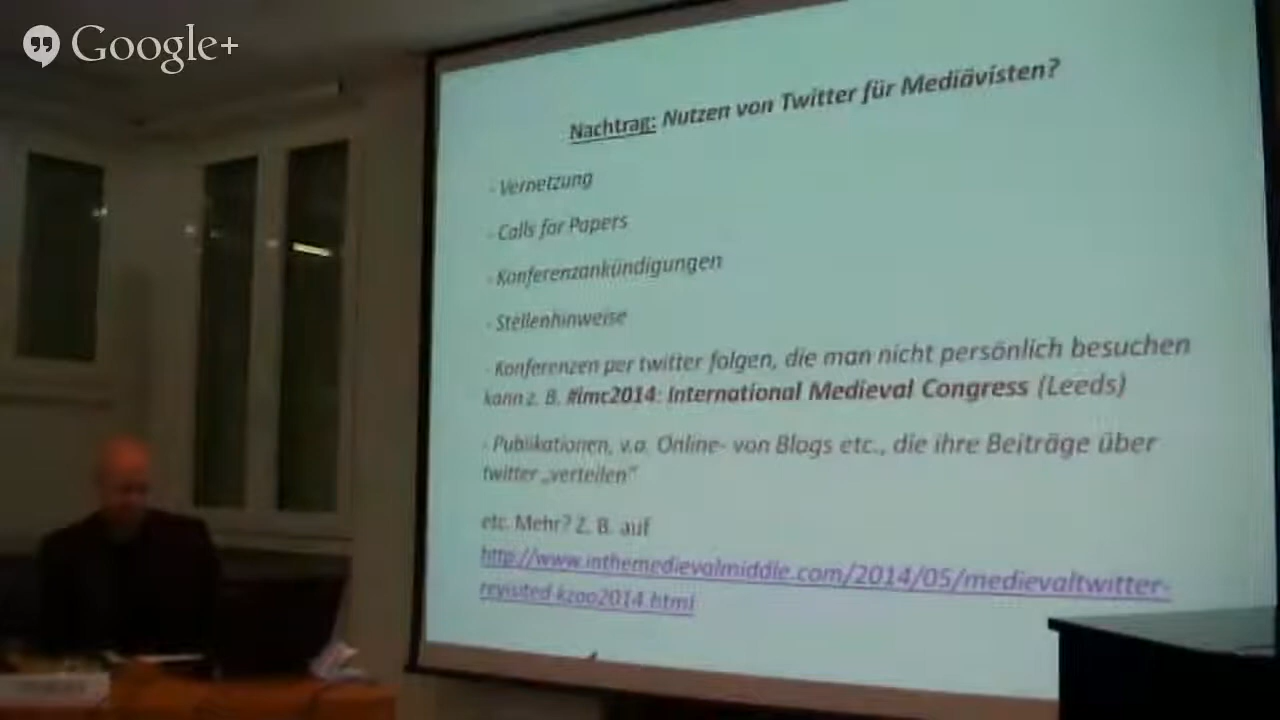 Google+
Nachtrag: Nutzen von Twitter für Mediävisten?
- Vernetzung
- Calls for Papers
- Konferenzankündigungen
- Stellenhinweise
- Konferenzen per twitter folgen, die man nicht persönlich besuchen
kann z. B. #imc2014: International Medieval Congress (Leeds)
- Publikationen, v.a. Online- von Blogs etc., die ihre Beiträge über
twitter „verteilen"
etc. Mehr? Z. B. auf
http://www.inthemedievalmiddle.com/2014/05/medievaltwitter-
revisited-kzoo2014.html